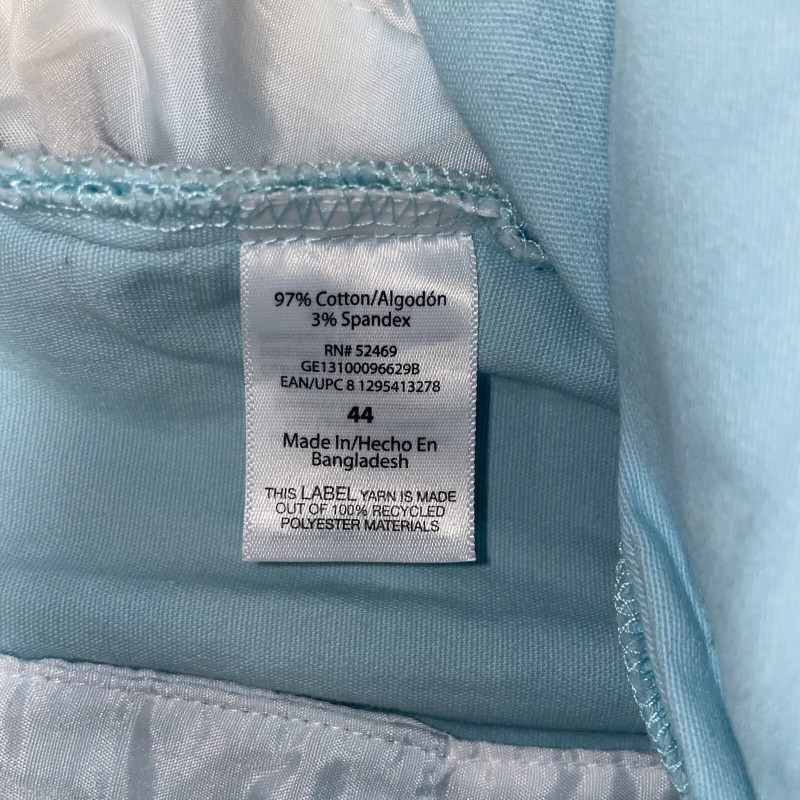 97% Cotton/Algodón
3% Spandex
RN# 52469
GE13100096629B
EAN/UPC 8 1295413278
44
Made In/Hecho En
Bangladesh
THIS LABEL YARN IS MADE
OUT OF 100% RECYCLED
POLYESTER MATERIALS